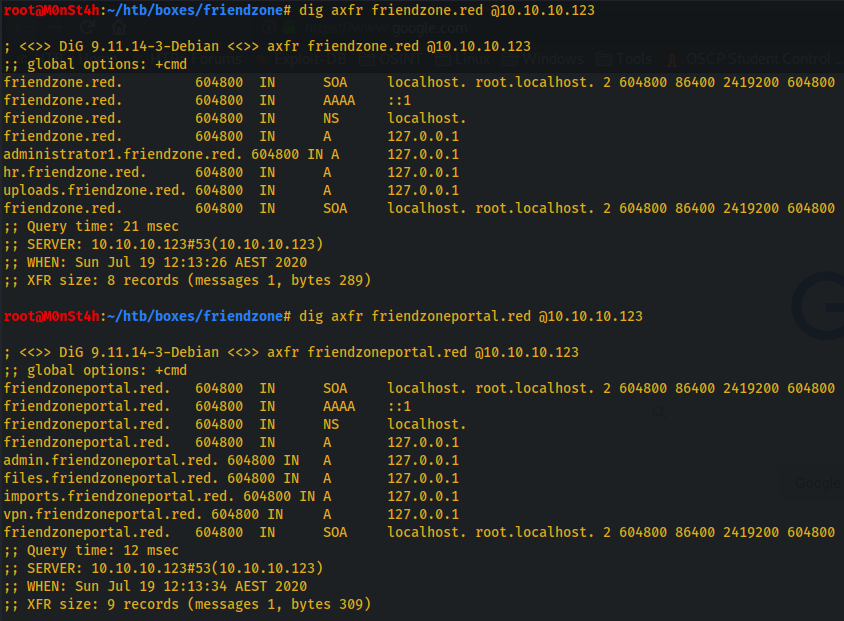 root@M0nSt4h:~/htb/boxes/friendzone# dig axfr friendzone.red @10.10.10.123

; <<>> DiG 9.11.14-3-Debian <<>> axfr friendzone.red @10.10.10.123
;; global options: +cmd
friendzone.red.         604800  IN      SOA     localhost. root.localhost. 2 604800 86400 2419200 604800
friendzone.red.         604800  IN      AAAA    ::1
friendzone.red.         604800  IN      NS      localhost.
friendzone.red.         604800  IN      A       127.0.0.1
administrator1.friendzone.red. 604800 IN A      127.0.0.1
hr.friendzone.red.      604800  IN      A       127.0.0.1
uploads.friendzone.red. 604800  IN      A       127.0.0.1
friendzone.red.         604800  IN      SOA     localhost. root.localhost. 2 604800 86400 2419200 604800
;; Query time: 21 msec
;; SERVER: 10.10.10.123#53(10.10.10.123)
;; WHEN: Sun Jul 19 12:13:26 AEST 2020
;; XFR size: 8 records (messages 1, bytes 289)

root@M0nSt4h:~/htb/boxes/friendzone# dig axfr friendzoneportal.red @10.10.10.123

; <<>> DiG 9.11.14-3-Debian <<>> axfr friendzoneportal.red @10.10.10.123
;; global options: +cmd
friendzoneportal.red.   604800  IN      SOA     localhost. root.localhost. 2 604800 86400 2419200 604800
friendzoneportal.red.   604800  IN      AAAA    ::1
friendzoneportal.red.   604800  IN      NS      localhost.
friendzoneportal.red.   604800  IN      A       127.0.0.1
admin.friendzoneportal.red. 604800 IN   A       127.0.0.1
files.friendzoneportal.red. 604800 IN   A       127.0.0.1
imports.friendzoneportal.red. 604800 IN A       127.0.0.1
vpn.friendzoneportal.red. 604800 IN     A       127.0.0.1
friendzoneportal.red.   604800  IN      SOA     localhost. root.localhost. 2 604800 86400 2419200 604800
;; Query time: 12 msec
;; SERVER: 10.10.10.123#53(10.10.10.123)
;; WHEN: Sun Jul 19 12:13:34 AEST 2020
;; XFR size: 9 records (messages 1, bytes 309)